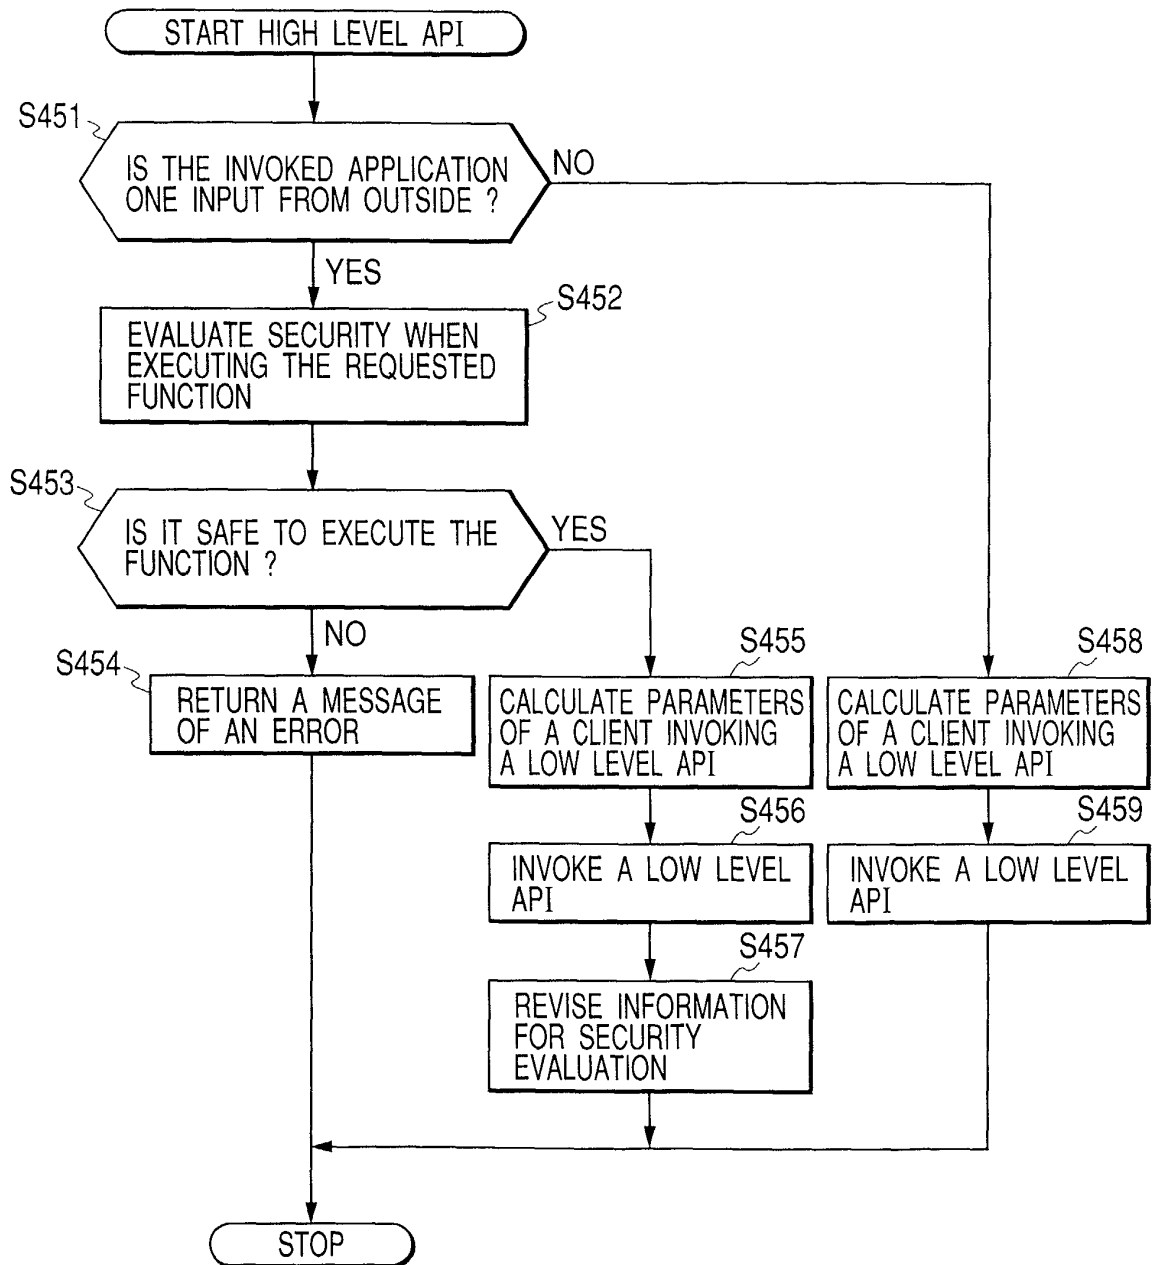 START HIGH LEVEL API
S451
IS THE INVOKED APPLICATION
ONE INPUT FROM OUTSIDE ?
NO
YES
S452
EVALUATE SECURITY WHEN
EXECUTING THE REQUESTED
FUNCTION
S453
IS IT SAFE TO EXECUTE THE
FUNCTION ?
YES
NO
S454
RETURN A MESSAGE
OF AN ERROR
S455
CALCULATE PARAMETERS
OF A CLIENT INVOKING
A LOW LEVEL API
S456
INVOKE A LOW LEVEL
API
S457
REVISE INFORMATION
FOR SECURITY
EVALUATION
S458
CALCULATE PARAMETERS
OF A CLIENT INVOKING
A LOW LEVEL API
S459
INVOKE A LOW LEVEL
API
STOP